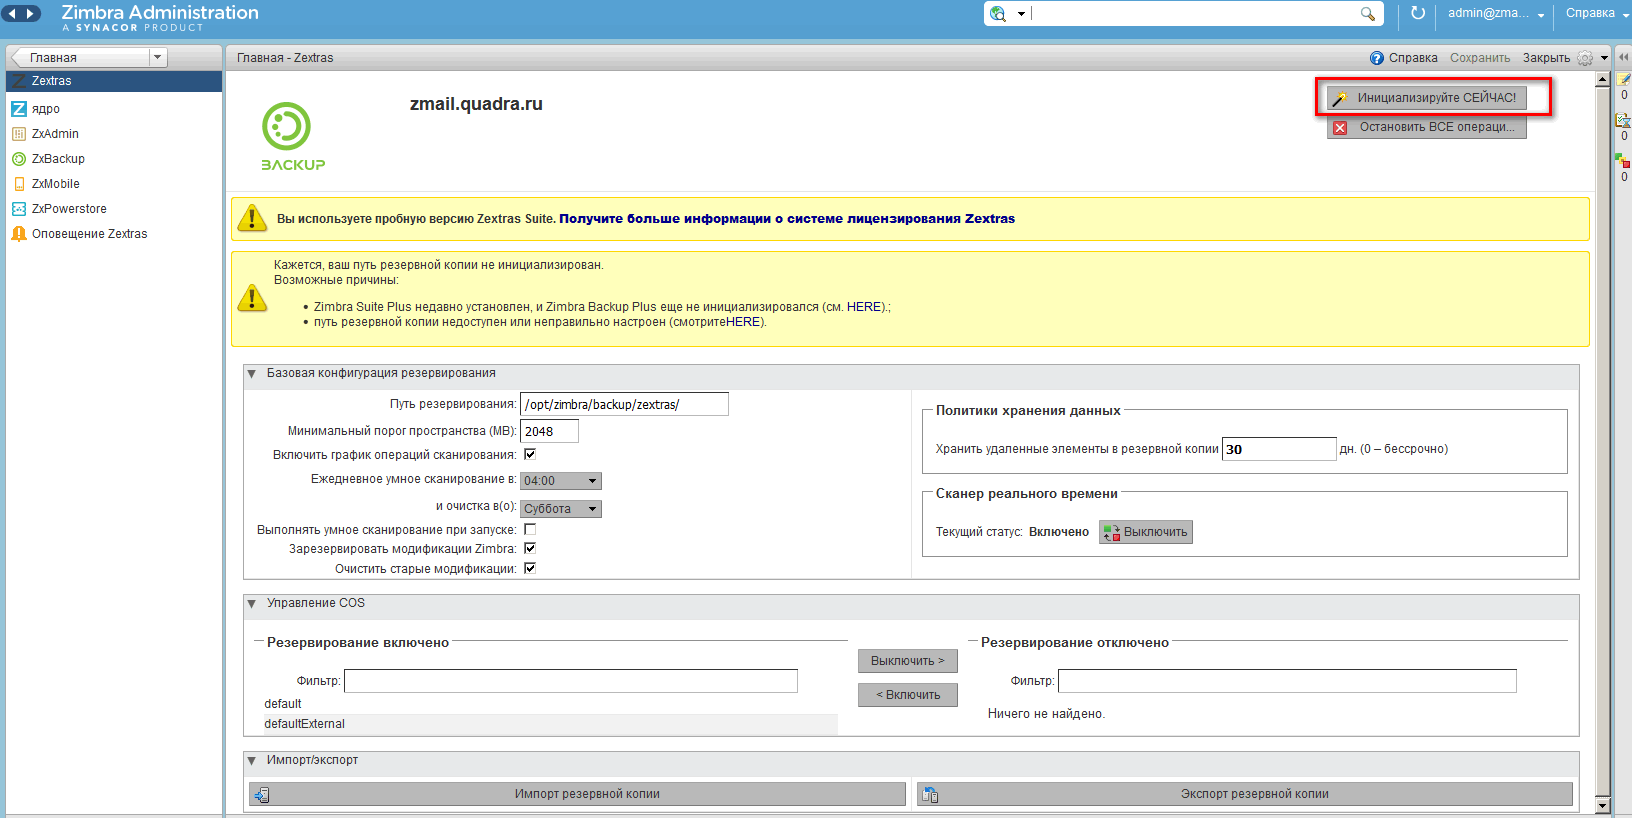 Zimbra Administration
A SYNACOR PRODUCT
admin@zma...
Справка
Главная
Главная - Zextras
Справка
Сохранить
Закрыть
Zextras
ядро
ZxAdmin
ZxBackup
ZxMobile
ZxPowerstore
Оповещение Zextras
0
0
0
BACKUP
zmail.quadra.ru
Инициализируйте СЕЙЧАС!
Остановить ВСЕ операци...
Вы используете пробную версию Zextras Suite. Получите больше информации о системе лицензирования Zextras
Кажется, ваш путь резервной копии не инициализирован.
Возможные причины:
• Zimbra Suite Plus недавно установлен, и Zimbra Backup Plus еще не инициализировался (см. HERE).;
• путь резервной копии недоступен или неправильно настроен (смотритеHERE).
Базовая конфигурация резервирования
Путь резервирования: /opt/zimbra/backup/zextras/
Минимальный порог пространства (MB): 2048
Включить график операций сканирования:
Ежедневное умное сканирование в: 04:00
и очистка в(о): Суббота
Выполнять умное сканирование при запуске:
Зарезервировать модификации Zimbra:
Очистить старые модификации:
Политики хранения данных
Хранить удаленные элементы в резервной копии 30 дн. (0 – бессрочно)
Сканер реального времени
Текущий статус: Включено Выключить
Управление COS
Резервирование включено
Фильтр:
default
defaultExternal
Выключить >
< Включить
Резервирование отключено
Фильтр:
Ничего не найдено.
Импорт/экспорт
Импорт резервной копии
Экспорт резервной копии